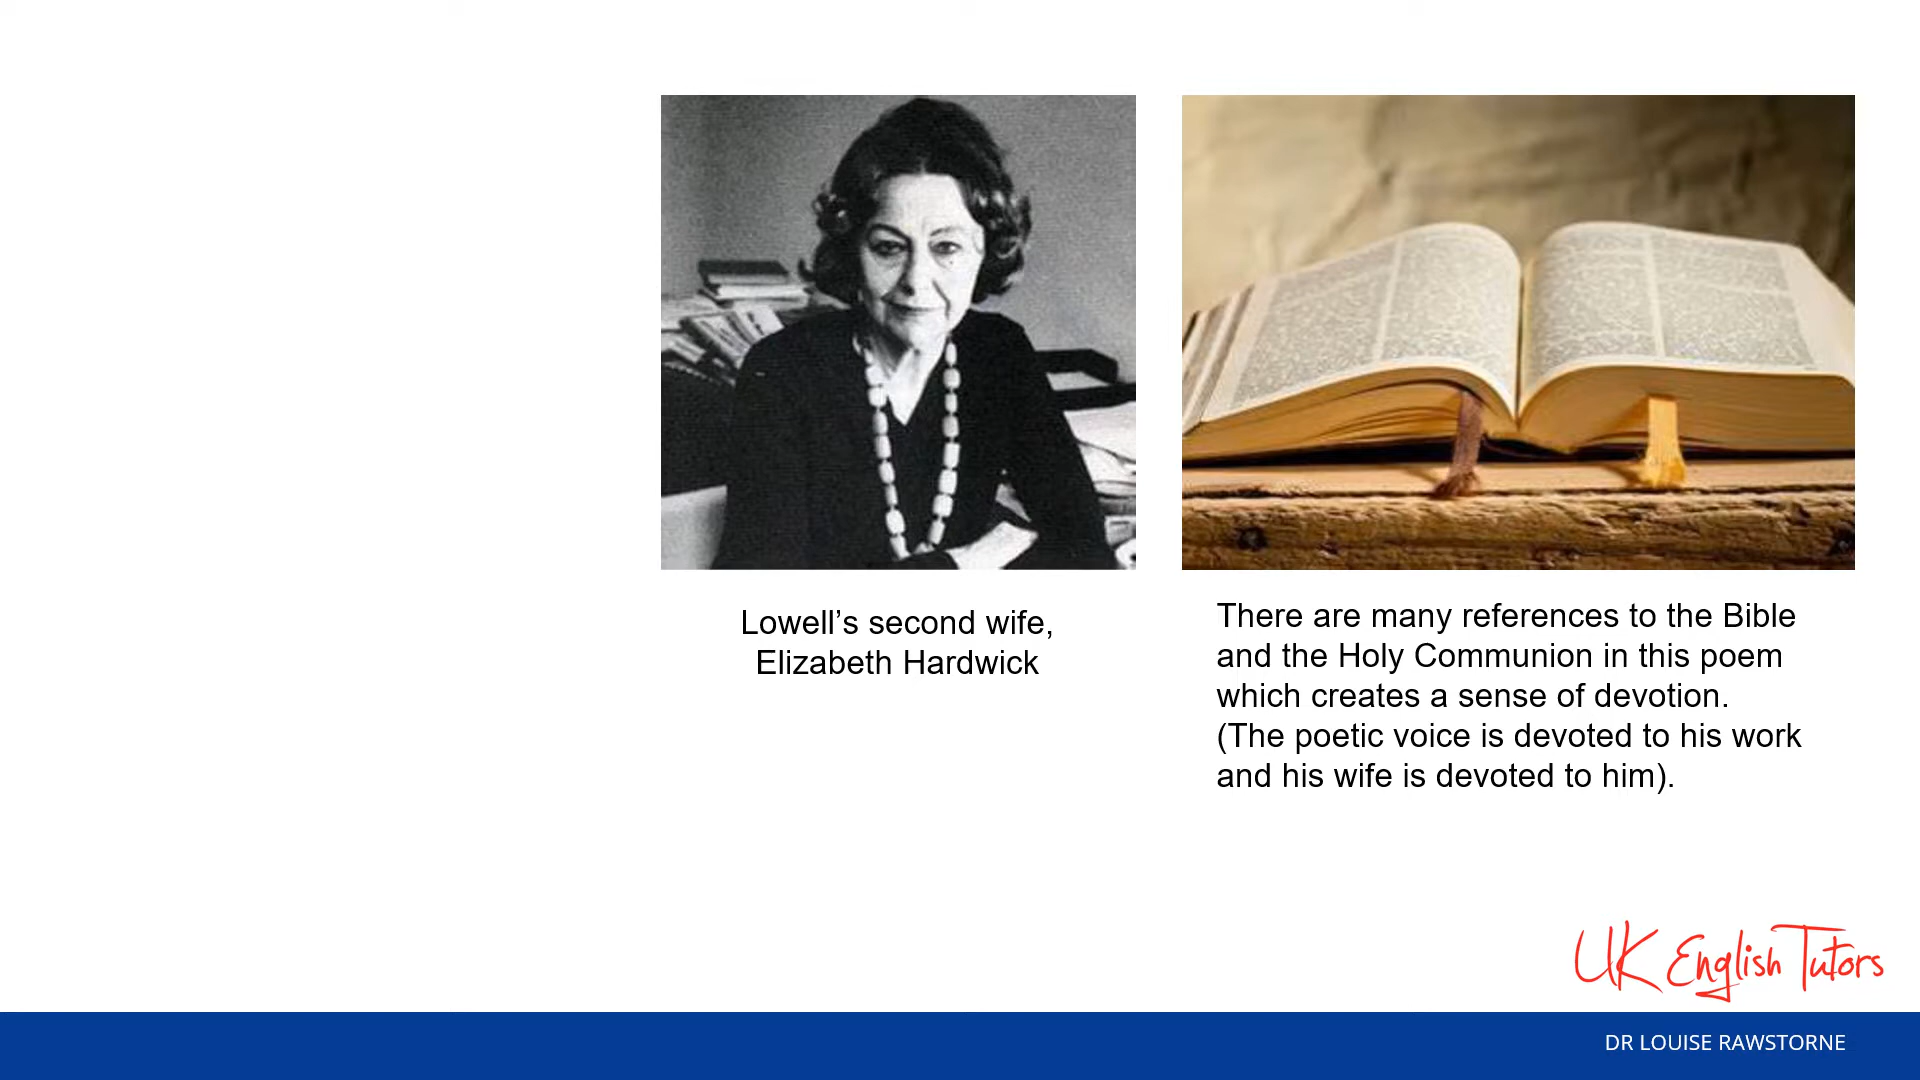 Lowell’s second wife,
Elizabeth Hardwick
There are many references to the Bible
and the Holy Communion in this poem
which creates a sense of devotion.
(The poetic voice is devoted to his work
and his wife is devoted to him).
UK English Tutors
DR LOUISE RAWSTORNE